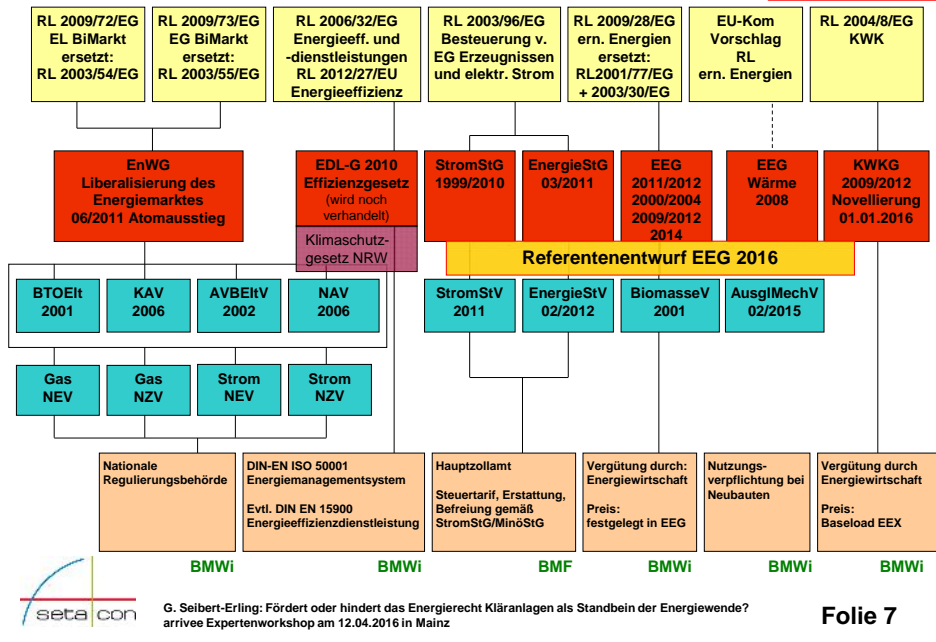 RL 2009/72/EG
EL BiMarkt
ersetzt:
RL 2003/54/EG
RL 2009/73/EG
EG BiMarkt
ersetzt:
RL 2003/55/EG
RL 2006/32/EG
Energieeff. und
-dienstleistungen
RL 2012/27/EU
Energieeffizienz
RL 2003/96/EG
Besteuerung v.
EG Erzeugnissen
und elektr. Strom
RL 2009/28/EG
ern. Energien
ersetzt:
RL2001/77/EG
+ 2003/30/EG
EU-Kom
Vorschlag
RL
ern. Energien
RL 2004/8/EG
KWK
EnWG
Liberalisierung des
Energiemarktes
06/2011 Atomausstieg
EDL-G 2010
Effizienzgesetz
(wird noch
verhandelt)
Klimaschutz-
gesetz NRW
StromStG
1999/2010
EnergieStG
03/2011
EEG
2011/2012
2000/2004
2009/2012
2014
EEG
Wärme
2008
KWKG
2009/2012
Novellierung
01.01.2016
Referentenentwurf EEG 2016
BTOElt
2001
KAV
2006
AVBEltV
2002
NAV
2006
StromStV
2011
EnergieStV
02/2012
BiomasseV
2001
AusglMechV
02/2015
Gas
NEV
Gas
NZV
Strom
NEV
Strom
NZV
Nationale
Regulierungsbehörde
DIN-EN ISO 50001
Energiemanagementsystem
Evtl. DIN EN 15900
Energieeffizienzdienstleistung
Hauptzollamt
Steuertarif, Erstattung,
Befreiung gemäß
StromStG/MinöStG
Vergütung durch:
Energiewirtschaft
Preis:
festgelegt in EEG
Nutzungs-
verpflichtung bei
Neubauten
Vergütung durch
Energiewirtschaft
Preis:
Baseload EEX
BMWi
BMWi
BMF
BMWi
BMWi
BMWi
seta con
G. Seibert-Erling: Fördert oder hindert das Energierecht Kläranlagen als Standbein der Energiewende?
arrivee Expertenworkshop am 12.04.2016 in Mainz
Folie 7